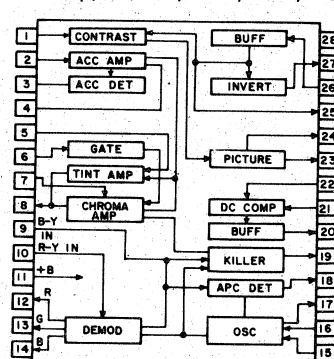 1
CONTRAST
BUFF
28
2
ACC AMP
27
3
ACC DET
INVERT
26
4
25
5
24
6
GATE
PICTURE
23
7
TINT AMP
22
8
CHROMA AMP
DC COMP
21
9
B-Y IN
BUFF
20
10
R-Y IN
KILLER
19
11
+B
APC DET
18
12
R
17
13
G
DEMOD
OSC
16
14
B
15